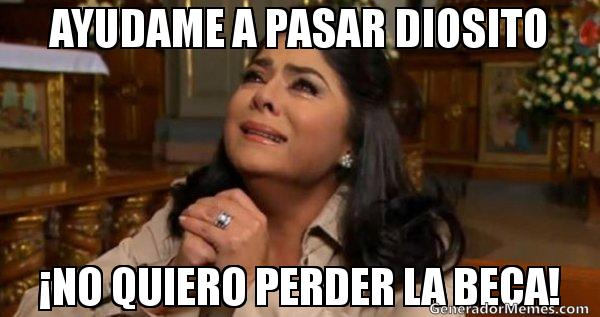 AYUDAME A PASAR DIOSITO
¡NO QUIERO PERDER LA BECA!
GeneradorMemes.com